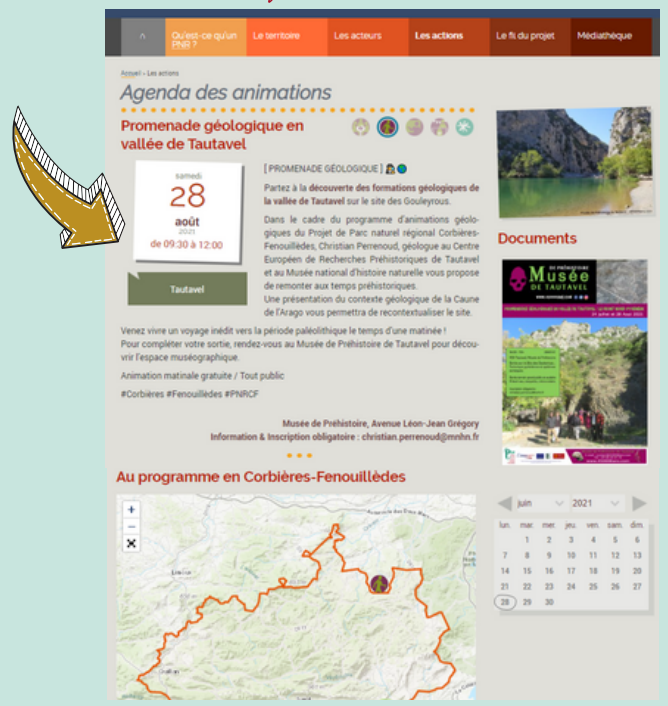 ^
Qu'est-ce qu'un
PNR ?
Le territoire
Les acteurs
Les actions
Le fil du projet
Médiathèque
Accueil » Les actions
Agenda des animations
Promenade géologique en
vallée de Tautavel
samedi
28
août
2021
de 09:30 à 12:00
Tautavel
[ PROMENADE GÉOLOGIQUE ]
Partez à la découverte des formations géologiques de
la vallée de Tautavel sur le site des Gouleyrous.
Dans le cadre du programme d'animations géolo-
giques du Projet de Parc naturel régional Corbières-
Fenouillèdes, Christian Perrenoud, géologue au Centre
Européen de Recherches Préhistoriques de Tautavel
et au Musée national d'histoire naturelle vous propose
de remonter aux temps préhistoriques.
Une présentation du contexte géologique de la Caune
de l'Arago vous permettra de recontextualiser le site.
Venez vivre un voyage inédit vers la période paléolithique le temps d'une matinée !
Pour compléter votre sortie, rendez-vous au Musée de Préhistoire de Tautavel pour décou-
vrir l'espace muséographique.
Animation matinale gratuite / Tout public
#Corbières #Fenouillèdes #PNRCF
Musée de Préhistoire, Avenue Léon-Jean Grégory
Information & Inscription obligatoire : christian.perrenoud@mnhn.fr
Documents
DE PRÉHISTOIRE
Musée
DE TAUTAVEL
Au programme en Corbières-Fenouillèdes
+
−
Limoux
Quillan
juin
2021
lun. mar. mer. jeu. ven. sam. dim.
1 2 3 4 5 6
7 8 9 10 11 12 13
14 15 16 17 18 19 20
21 22 23 24 25 26 27
28 29 30